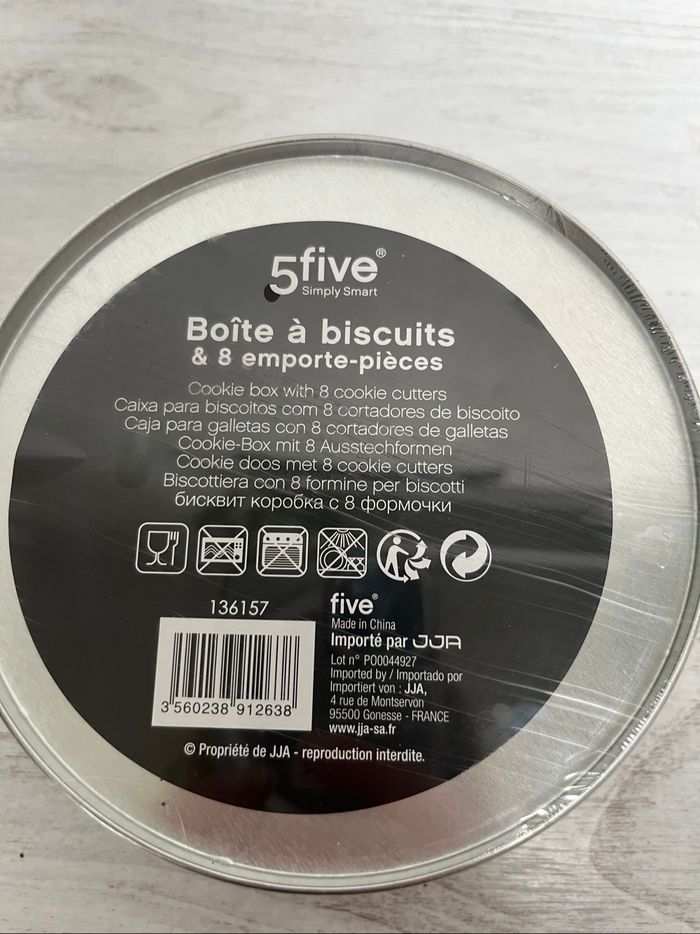 5five®
Simply Smart
Boîte à biscuits
& 8 emporte-pièces
Cookie box with 8 cookie cutters
Caixa para biscoitos com 8 cortadores de biscoito
Caja para galletas con 8 cortadores de galletas
Cookie-Box mit 8 Ausstechformen
Cookie doos met 8 cookie cutters
Biscottiera con 8 formine per biscotti
бисквит коробка с 8 формочки
136157
3 560238 912638
five®
Made in China
Importé par JJA
Lot n° PO0044927
Imported by / Importado por
Importiert von : JJA,
4 rue de Montservon
95500 Gonesse - FRANCE
www.jja-sa.fr
© Propriété de JJA - reproduction interdite.